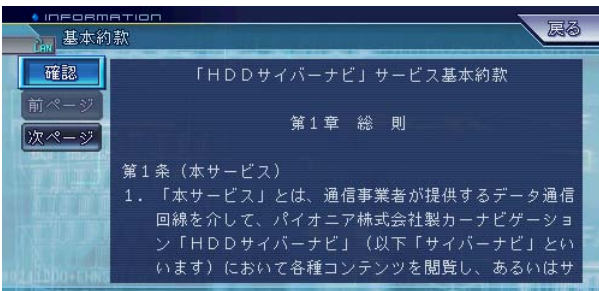 INFORMATION
戻る
LAN 基本約款
確認
「ＨＤＤサイバーナビ」サービス基本約款
前ページ
第１章　総　則
次ページ
第１条（本サービス）
１．「本サービス」とは、通信事業者が提供するデータ通信
回線を介して、パイオニア株式会社製カーナビゲーショ
ン「ＨＤＤサイバーナビ」（以下「サイバーナビ」とい
います）において各種コンテンツを閲覧し、あるいはサ